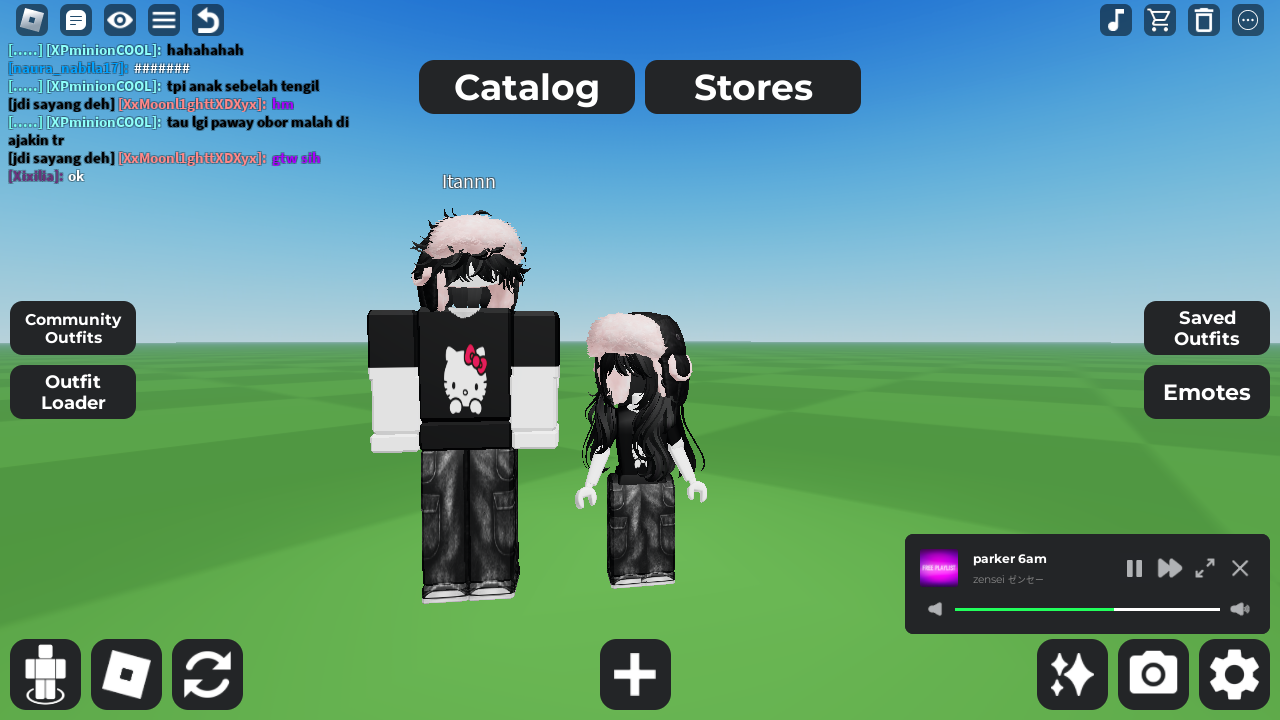 [.....] [XPminionCOOL]: hahahahah
[naura_nabila17]: #######
[.....] [XPminionCOOL]: tpi anak sebelah tengil
[jdi sayang deh] [XxMoonl1ghttXDXyx]: hm
[.....] [XPminionCOOL]: tau lgi paway obor malah di
ajakin tr
[jdi sayang deh] [XxMoonl1ghttXDXyx]: gtw sih
[Xixilia]: ok
Catalog
Stores
Itannn
Community
Outfits
Outfit
Loader
Saved
Outfits
Emotes
FREE PLAYLIST
parker 6am
zensei ゼンセー